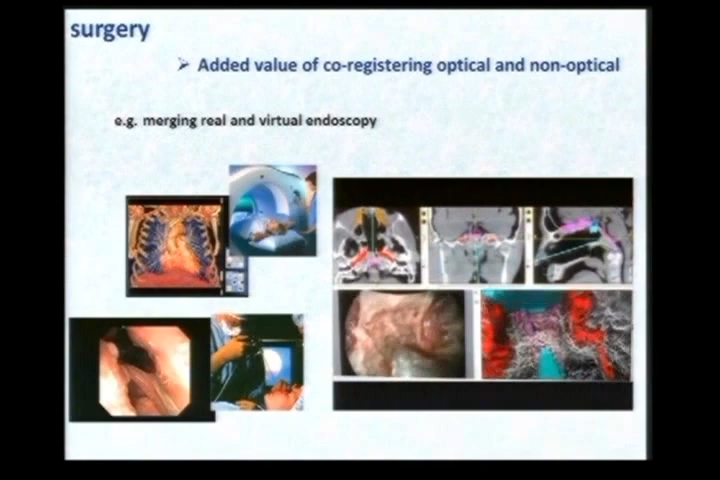 surgery
➢ Added value of co-registering optical and non-optical
e.g. merging real and virtual endoscopy